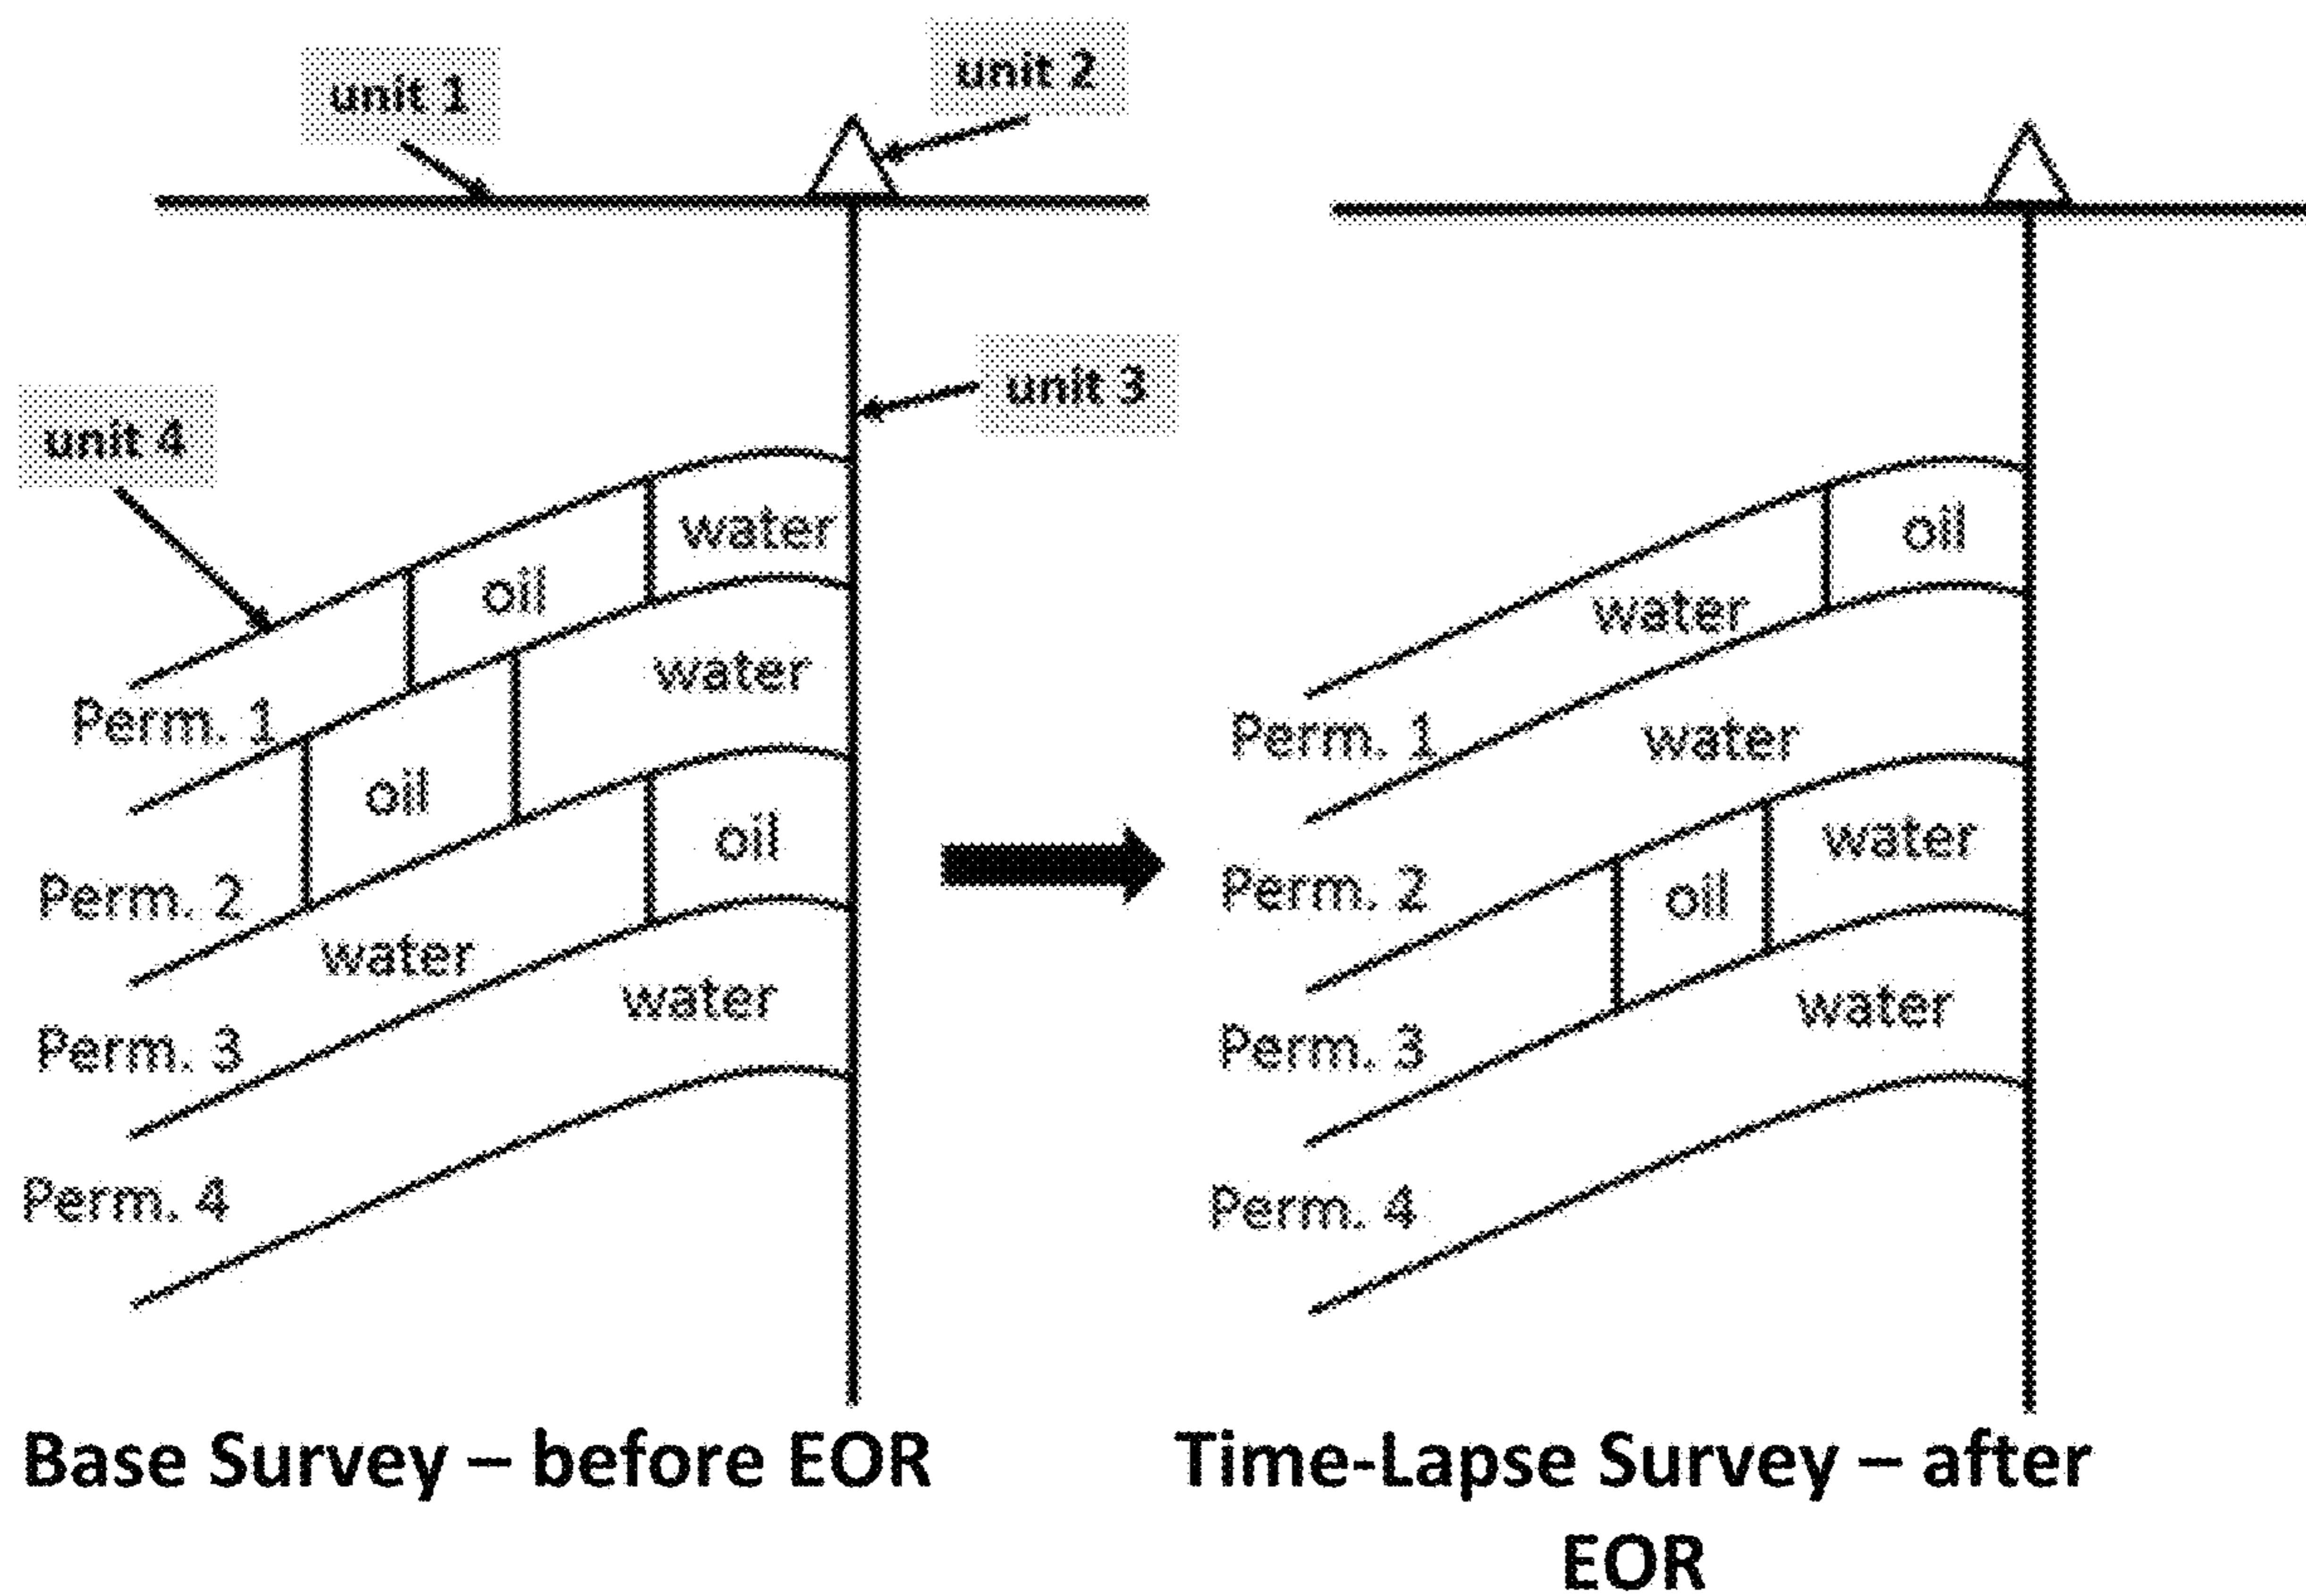 unit 1
unit 2
unit 3
unit 4
water
oil
water
Perm. 1
oil
oil
Perm. 2
water
water
Perm. 3
Perm. 4
Base Survey – before EOR
oil
water
Perm. 1
water
water
Perm. 2
oil
water
Perm. 3
Perm. 4
Time-Lapse Survey – after
EOR